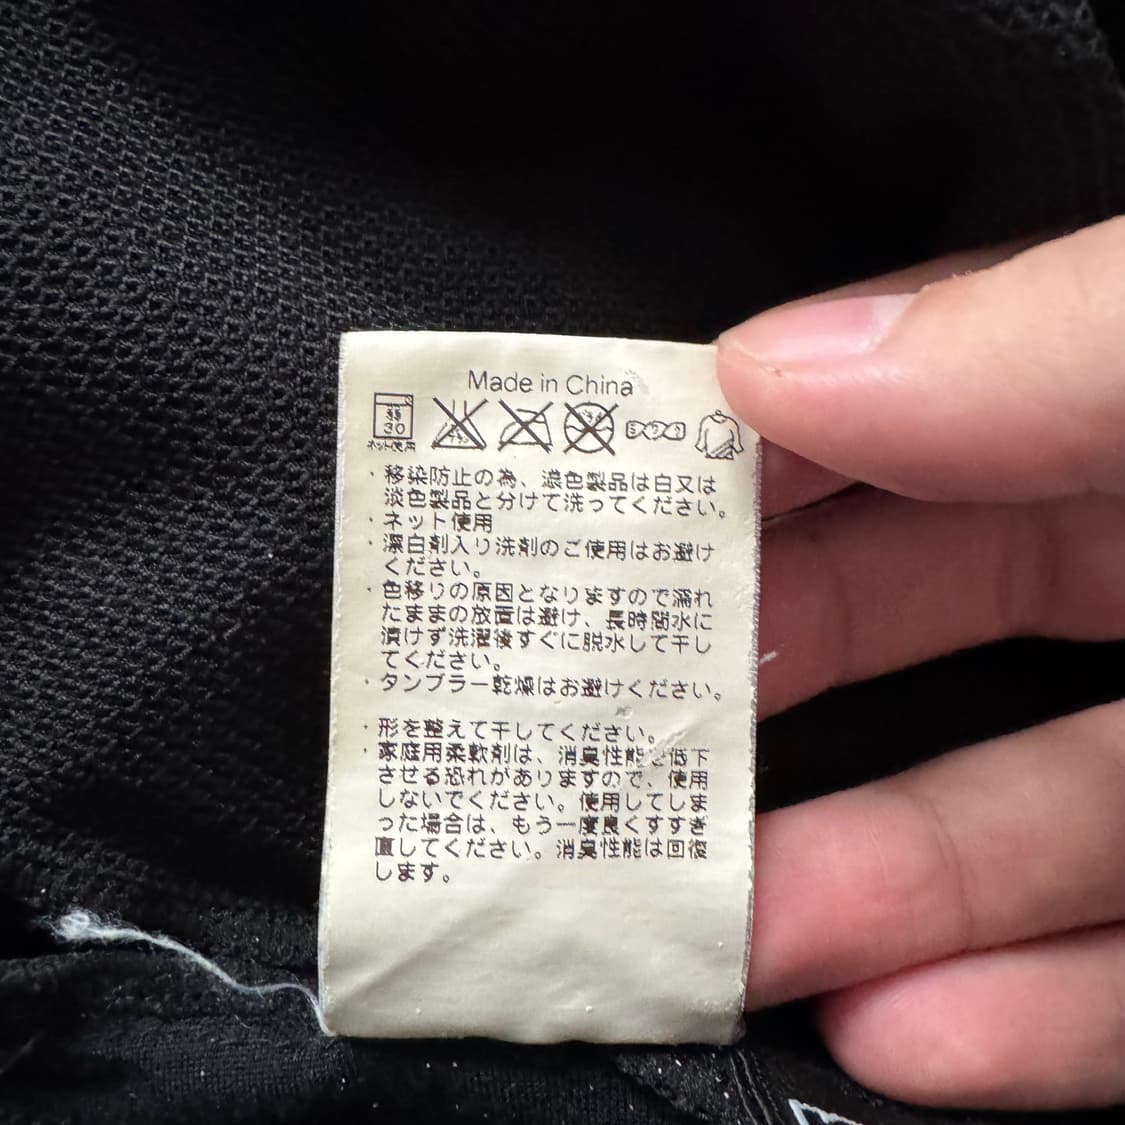 Made in China
弱
30
ネット使用
・移染防止の為、濃色製品は白又は
淡色製品と分けて洗ってください。
・ネット使用
・漂白剤入り洗剤のご使用はお避け
ください。
・色移りの原因となりますので濡れ
たままの放置は避け、長時間水に
漬けず洗濯後すぐに脱水して干し
てください。
・タンブラー乾燥はお避けください。
・形を整えて干してください。
・家庭用柔軟剤は、消臭性能を低下
させる恐れがありますので、使用
しないでください。使用してしま
った場合は、もう一度良くすすぎ
直してください。消臭性能は回復
します。